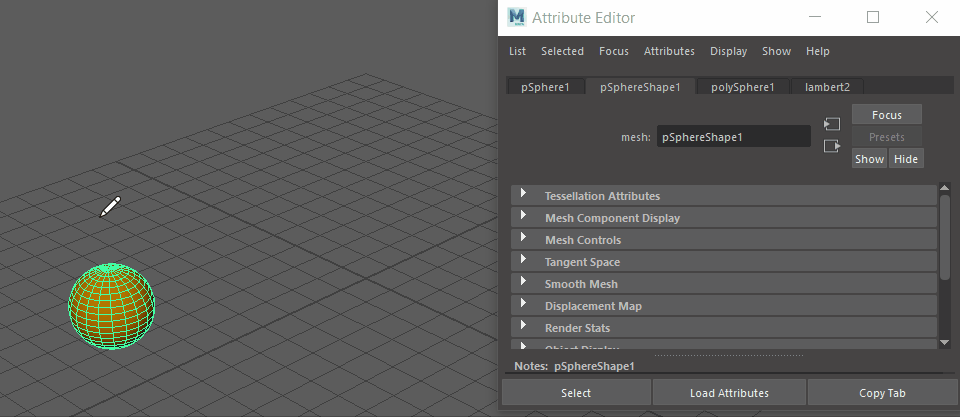 Attribute Editor
List Selected Focus Attributes Display Show Help
pSphere1 pSphereShape1 polySphere1 lambert2
Focus
mesh: pSphereShape1
Presets
Show Hide
Tessellation Attributes
Mesh Component Display
Mesh Controls
Tangent Space
Smooth Mesh
Displacement Map
Render Stats
Object Display
Notes: pSphereShape1
Select Load Attributes Copy Tab